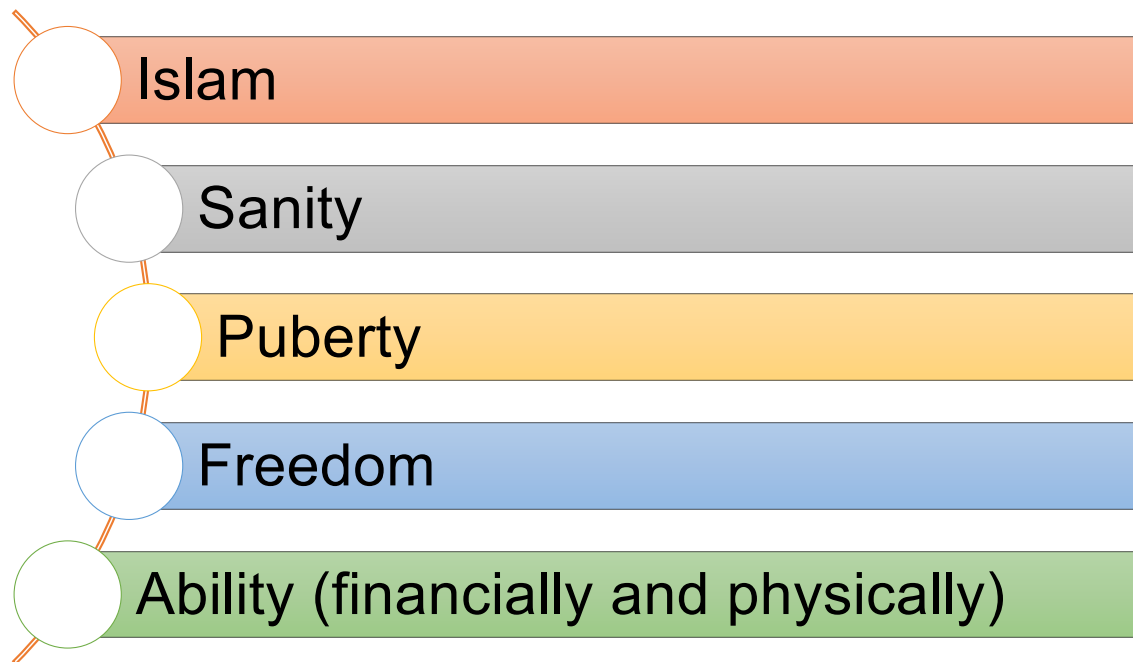 Islam
Sanity
Puberty
Freedom
Ability (financially and physically)